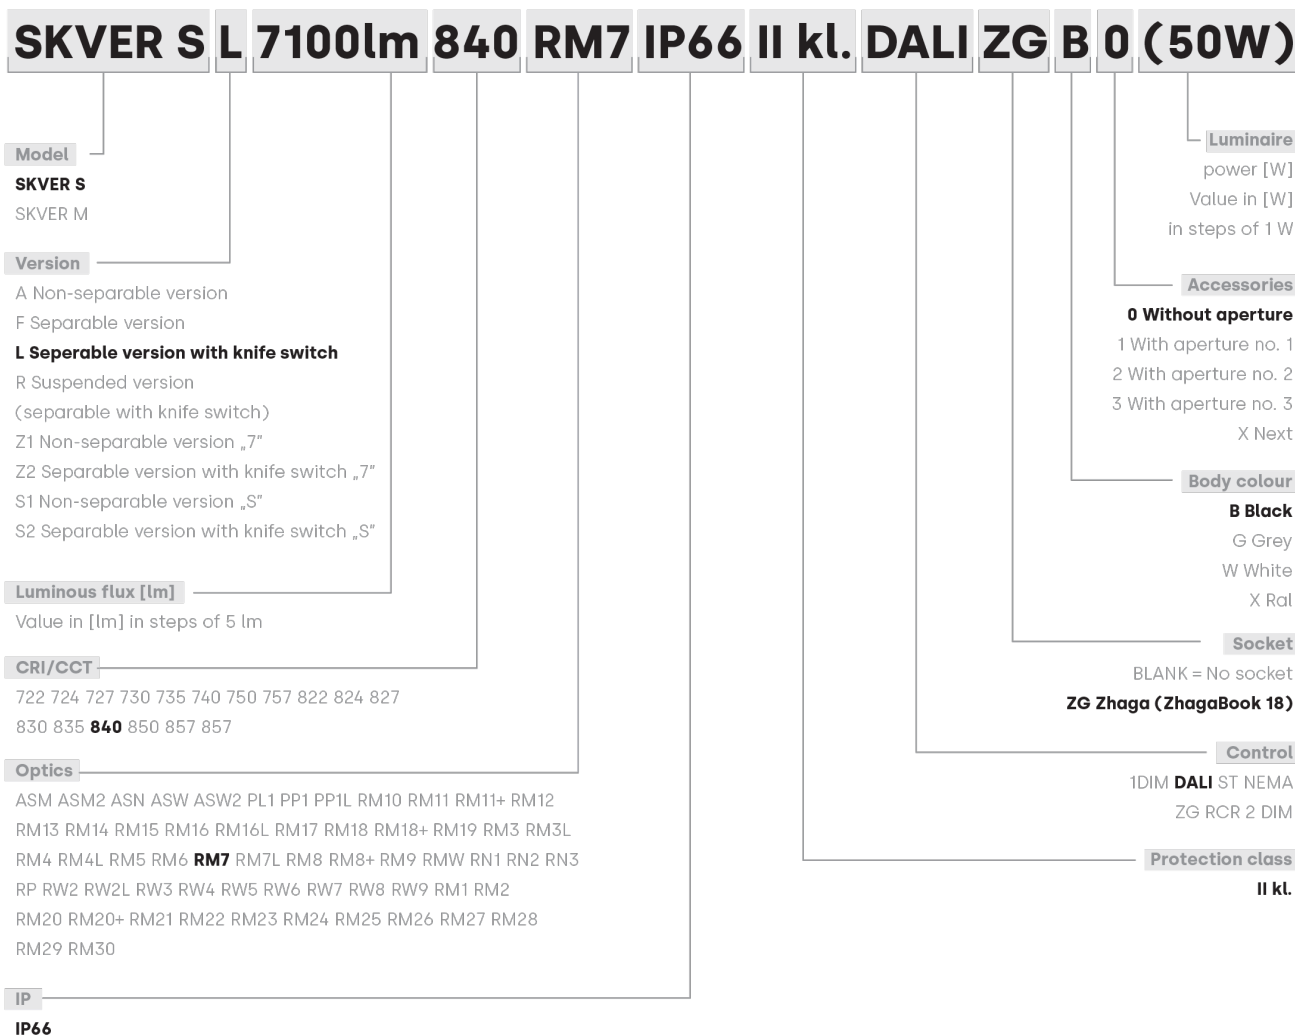 SKVER S L 7100lm 840 RM7 IP66 II kl. DALI ZG B 0 (50W)
Model
SKVER S
SKVER M
Version
A Non-separable version
F Separable version
L Seperable version with knife switch
R Suspended version
(separable with knife switch)
Z1 Non-separable version „7”
Z2 Separable version with knife switch „7”
S1 Non-separable version „S”
S2 Separable version with knife switch „S”
Luminous flux [lm]
Value in [lm] in steps of 5 lm
CRI/CCT
722 724 727 730 735 740 750 757 822 824 827
830 835 840 850 857 857
Optics
ASM ASM2 ASN ASW ASW2 PL1 PP1 PP1L RM10 RM11 RM11+ RM12
RM13 RM14 RM15 RM16 RM16L RM17 RM18 RM18+ RM19 RM3 RM3L
RM4 RM4L RM5 RM6 RM7 RM7L RM8 RM8+ RM9 RMW RN1 RN2 RN3
RP RW2 RW2L RW3 RW4 RW5 RW6 RW7 RW8 RW9 RM1 RM2
RM20 RM20+ RM21 RM22 RM23 RM24 RM25 RM26 RM27 RM28
RM29 RM30
IP
IP66
Luminaire
power [W]
Value in [W]
in steps of 1 W
Accessories
0 Without aperture
1 With aperture no. 1
2 With aperture no. 2
3 With aperture no. 3
X Next
Body colour
B Black
G Grey
W White
X Ral
Socket
BLANK = No socket
ZG Zhaga (ZhagaBook 18)
Control
1DIM DALI ST NEMA
ZG RCR 2 DIM
Protection class
II kl.